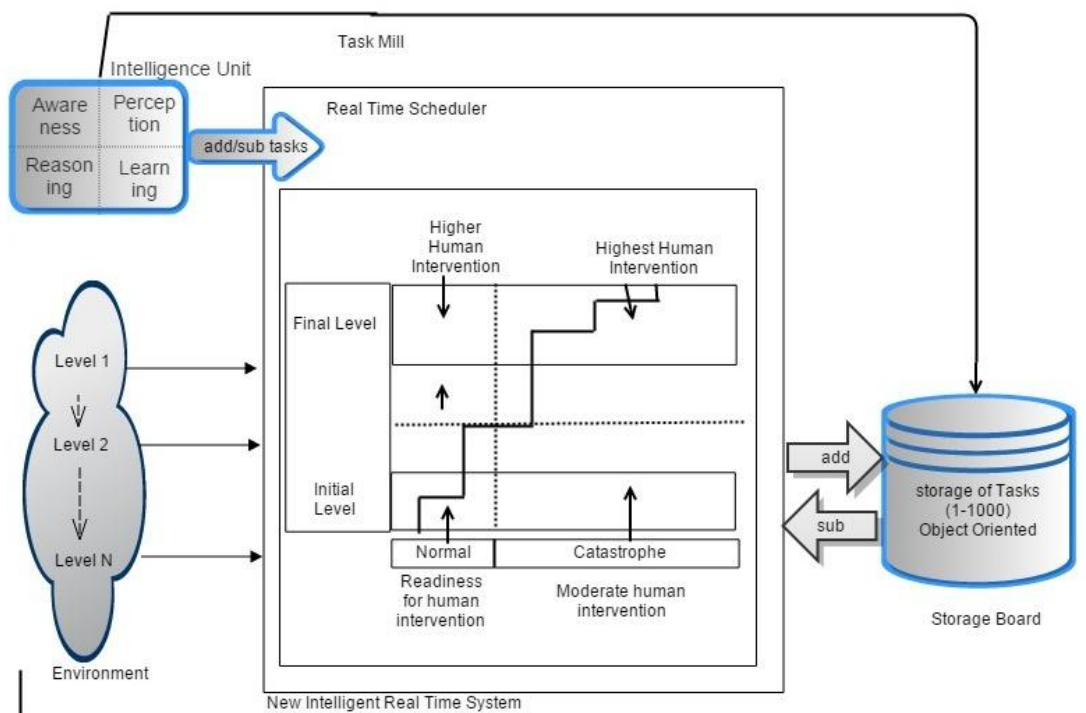 Task Mill
Intelligence Unit
Aware
ness
Percep
tion
Reason
ing
Learn
ing
add/sub tasks
Real Time Scheduler
Higher
Human
Intervention
Highest Human
Intervention
Final Level
Initial
Level
Normal
Catastrophe
Readiness
for human
intervention
Moderate human
intervention
Level 1
Level 2
Level N
Environment
add
sub
storage of Tasks
(1-1000)
Object Oriented
Storage Board
New Intelligent Real Time System